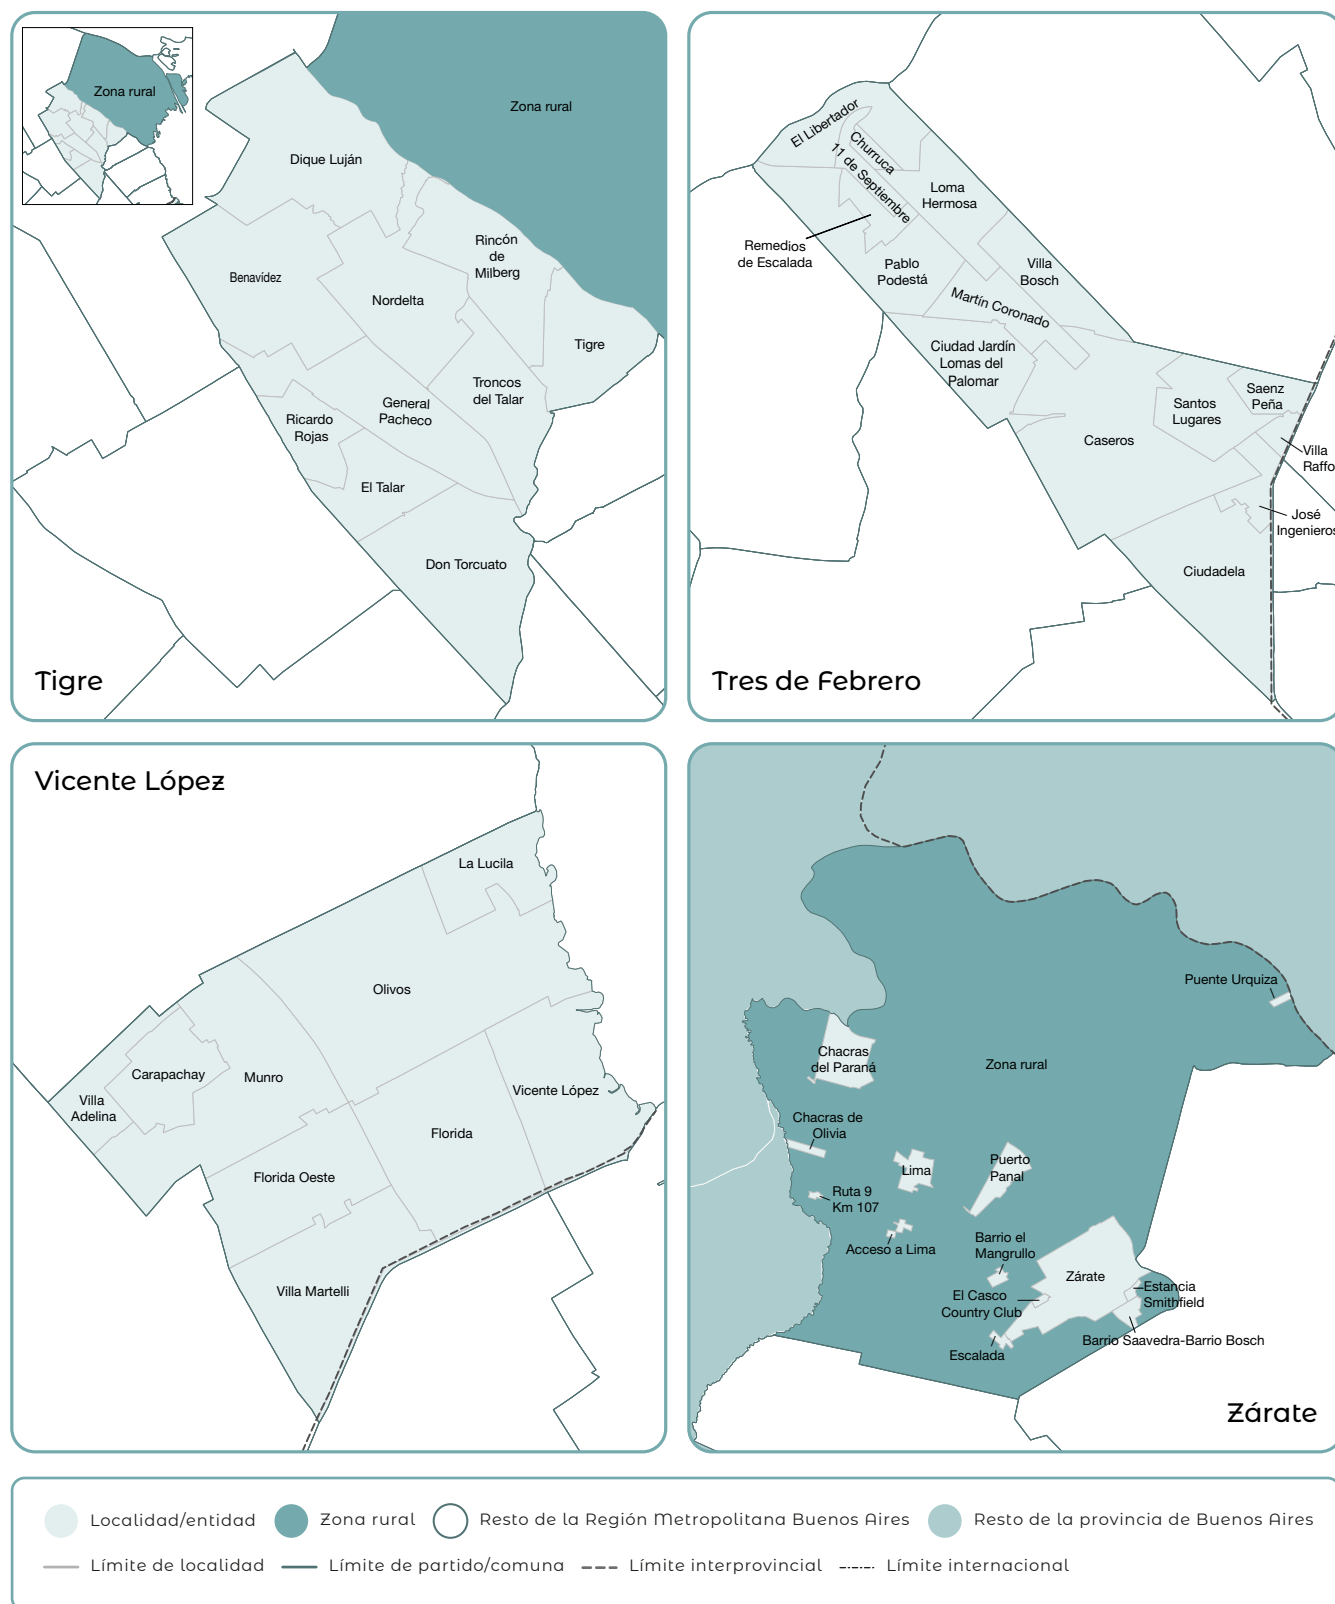 Zona rural
Zona rural
Dique Luján
Rincón
de
Milberg
Benavídez
Nordelta
Tigre
Troncos
del Talar
General
Pacheco
Ricardo
Rojas
El Talar
Don Torcuato
Tigre
El Libertador
Churruca
11 de Septiembre
Loma
Hermosa
Remedios
de Escalada
Pablo
Podestá
Villa
Bosch
Martín Coronado
Ciudad Jardín
Lomas del
Palomar
Saenz
Peña
Santos
Lugares
Caseros
Villa
Raffo
José
Ingenieros
Ciudadela
Tres de Febrero
Vicente López
La Lucila
Olivos
Carapachay
Munro
Villa
Adelina
Vicente López
Florida
Florida Oeste
Villa Martelli
Puente Urquiza
Chacras
del Paraná
Zona rural
Chacras de
Olivia
Lima
Puerto
Panal
Ruta 9
Km 107
Acceso a Lima
Barrio el
Mangrullo
Zárate
El Casco
Country Club
Estancia
Smithfield
Barrio Saavedra-Barrio Bosch
Escalada
Zárate
Localidad/entidad
Zona rural
Resto de la Región Metropolitana Buenos Aires
Resto de la provincia de Buenos Aires
Límite de localidad
Límite de partido/comuna
Límite interprovincial
Límite internacional